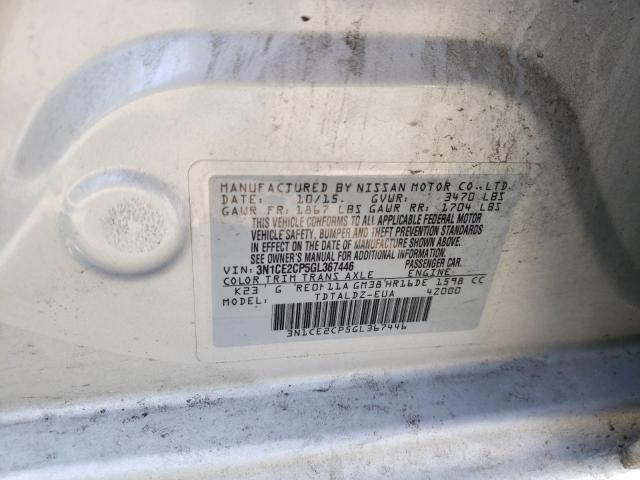 MANUFACTURED BY NISSAN MOTOR CO.,LTD.
DATE: 10/15. GVWR: 3470 LBS
GAWR FR: 1867 LBS GAWR RR: 1704 LBS
THIS VEHICLE CONFORMS TO ALL APPLICABLE FEDERAL MOTOR
VEHICLE SAFETY, BUMPER AND THEFT PREVENTION STANDARDS
IN EFFECT ON THE DATE OF MANUFACTURE SHOWN ABOVE.
SEE OWNER'S MANUAL FOR ADDITIONAL INFORMATION.
VIN: 3N1CE2CP5GL367446 PASSENGER CAR
COLOR TRIM TRANS AXLE ENGINE
K23 G RE0F11A GM38 HR16DE 1598 CC
MODEL: TDTALDZ-EUA 4Z000
3N1CE2CP5GL367446